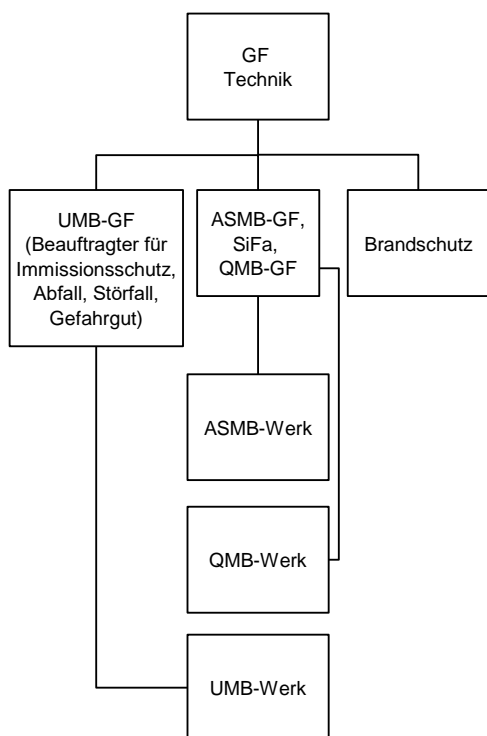 GF
Technik
UMB-GF
(Beauftragter für
Immissionsschutz,
Abfall, Störfall,
Gefahrgut)
ASMB-GF,
SiFa,
QMB-GF
Brandschutz
ASMB-Werk
QMB-Werk
UMB-Werk